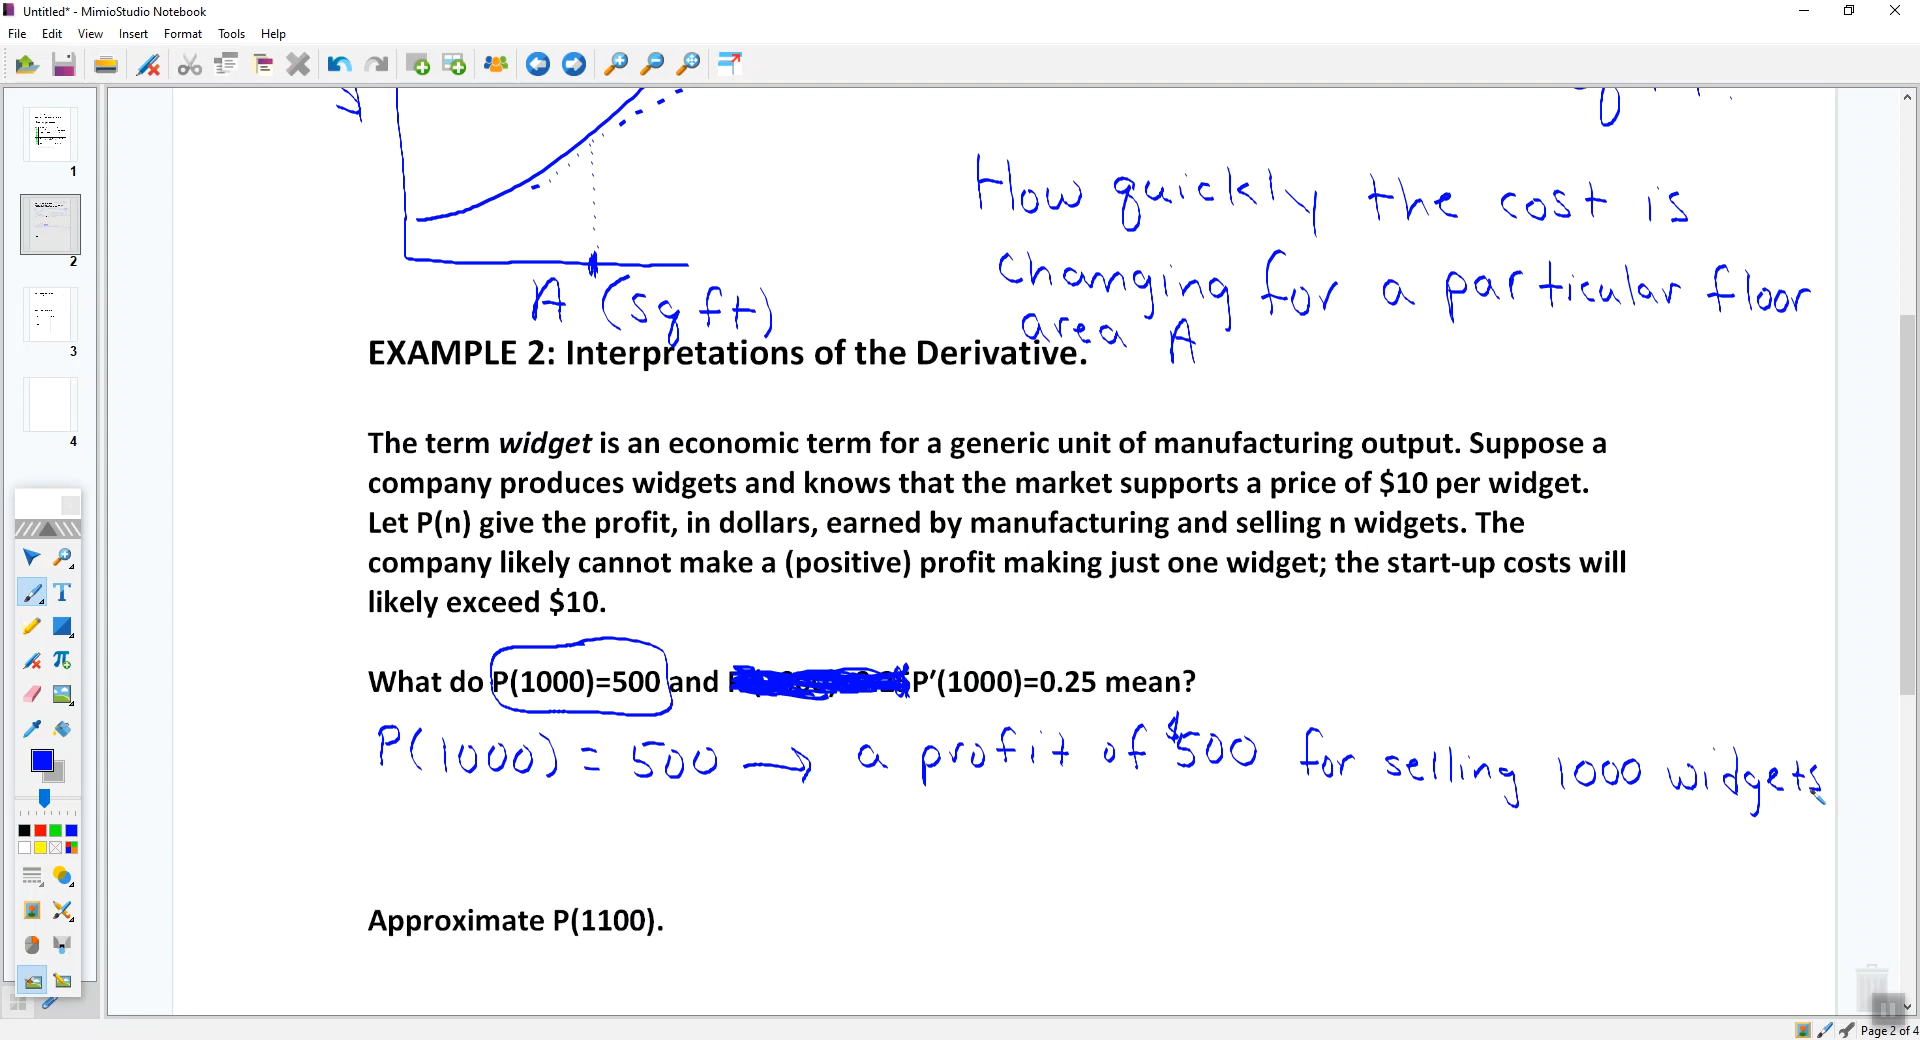 Untitled* - MimioStudio Notebook
File Edit View Insert Format Tools Help
1
2
3
4
How quickly the cost is
changing for a particular floor
area A
A (sq ft)
EXAMPLE 2: Interpretations of the Derivative.
The term widget is an economic term for a generic unit of manufacturing output. Suppose a
company produces widgets and knows that the market supports a price of $10 per widget.
Let P(n) give the profit, in dollars, earned by manufacturing and selling n widgets. The
company likely cannot make a (positive) profit making just one widget; the start-up costs will
likely exceed $10.
What do P(1000)=500 and P′(1000)=0.25 mean?
P(1000) = 500 → a profit of $500 for selling 1000 widgets
Approximate P(1100).
Page 2 of 4